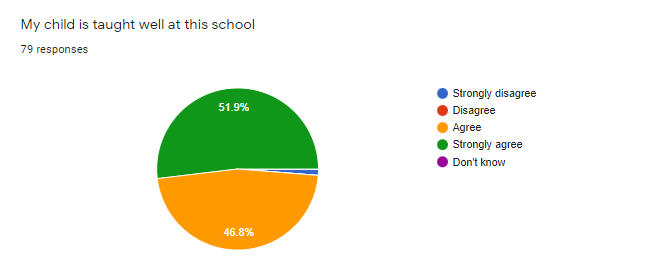 My child is taught well at this school
79 responses
51.9%
46.8%
Strongly disagree
Disagree
Agree
Strongly agree
Don't know